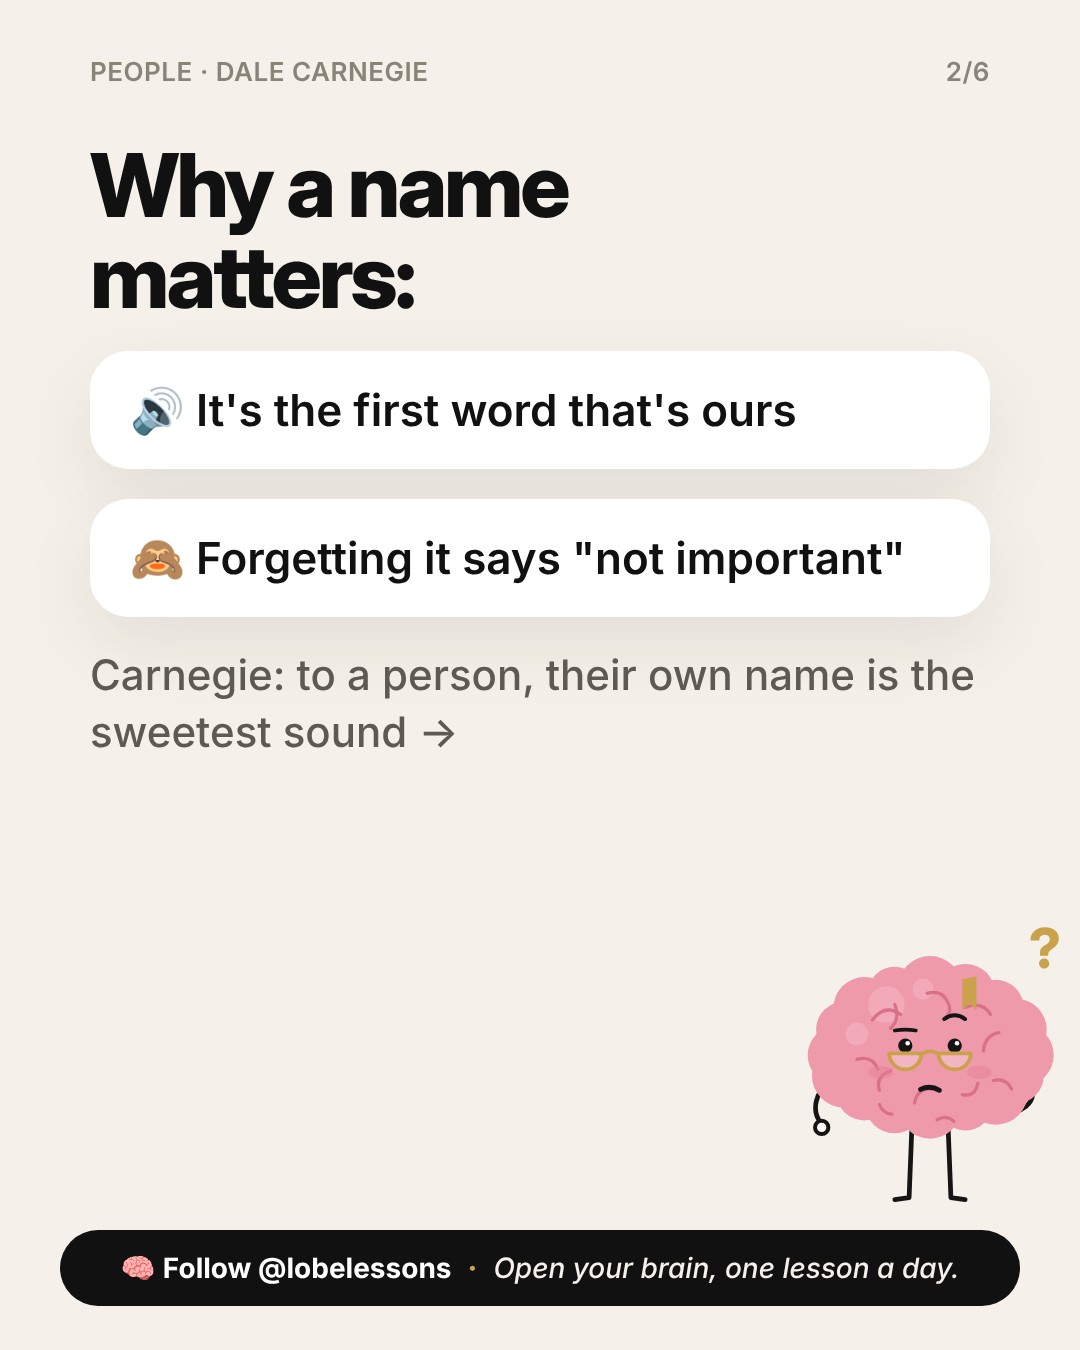 PEOPLE · DALE CARNEGIE 2/6
Why a name
matters:
🔊 It's the first word that's ours
🙈 Forgetting it says "not important"
Carnegie: to a person, their own name is the
sweetest sound →
?
🧠 Follow @lobelessons · Open your brain, one lesson a day.